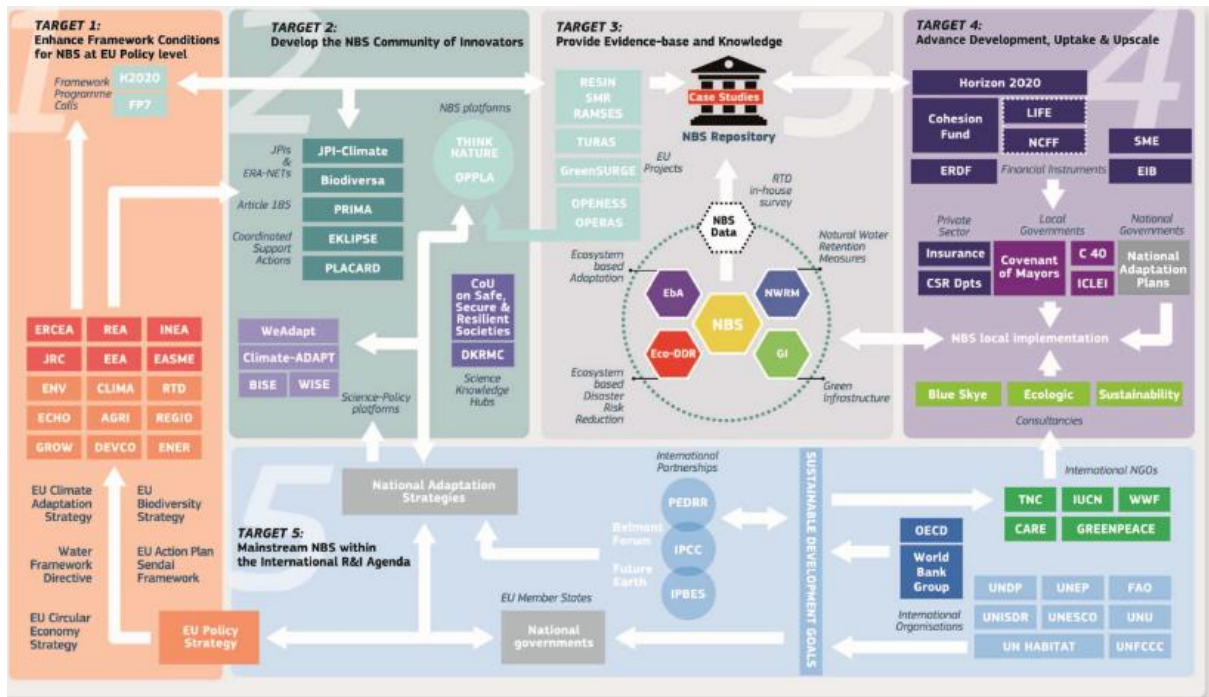 1
TARGET 1:
Enhance Framework Conditions
for NBS at EU Policy level
Framework
Programme
Calls
H2020
FP7
ERCEA
REA
INEA
JRC
EEA
EASME
ENV
CLIMA
RTD
ECHO
AGRI
REGIO
GROW
DEVCO
ENER
EU Climate
Adaptation
Strategy
EU
Biodiversity
Strategy
Water
Framework
Directive
EU Action Plan
Sendai
Framework
EU Circular
Economy
Strategy
EU Policy
Strategy
2
TARGET 2:
Develop the NBS Community of Innovators
JPIs
&
ERA-NETs
Article 185
Coordinated
Support
Actions
JPI-Climate
Biodiversa
PRIMA
EKLIPSE
PLACARD
NBS platforms
THINK
NATURE
OPPLA
WeAdapt
Climate-ADAPT
BISE
WISE
Science-Policy
platforms
CoU
on Safe,
Secure &
Resilient
Societies
DKRMC
Science
Knowledge
Hubs
3
TARGET 3:
Provide Evidence-base and Knowledge
RESIN
SMR
RAMSES
TURAS
GreenSURGE
OPENESS
OPERAS
EU
Projects
Case Studies
NBS Repository
RTD
in-house
survey
NBS
Data
Ecosystem
based
Adaptation
Natural Water
Retention
Measures
EbA
NWRM
NBS
Eco-DDR
GI
Ecosystem
based
Disaster
Risk
Reduction
Green
Infrastructure
4
TARGET 4:
Advance Development, Uptake & Upscale
Horizon 2020
Cohesion
Fund
LIFE
NCFF
SME
ERDF
Financial Instruments
EIB
Private
Sector
Local
Governments
National
Governments
Insurance
CSR Dpts
Covenant
of Mayors
C 40
ICLEI
National
Adaptation
Plans
NBS local implementation
Blue Skye
Ecologic
Sustainability
Consultancies
5
TARGET 5:
Mainstream NBS within
the International R&I Agenda
National Adaptation
Strategies
EU Member States
National
governments
International
Partnerships
PEDRR
Belmont
Forum
IPCC
Future
Earth
IPBES
SUSTAINABLE DEVELOPMENT GOALS
International NGOs
TNC
IUCN
WWF
CARE
GREENPEACE
OECD
World
Bank
Group
International
Organisations
UNDP
UNEP
FAO
UNISDR
UNESCO
UNU
UN HABITAT
UNFCCC